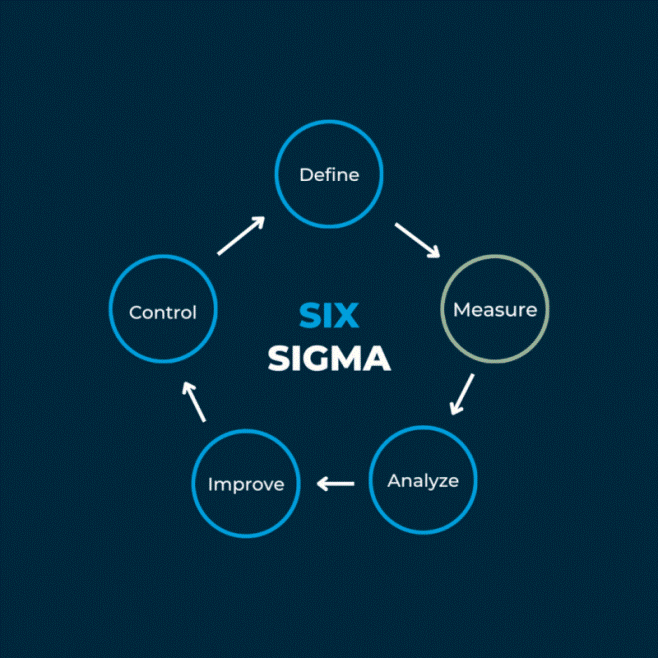 Define
Measure
Analyze
Improve
Control
SIX
SIGMA